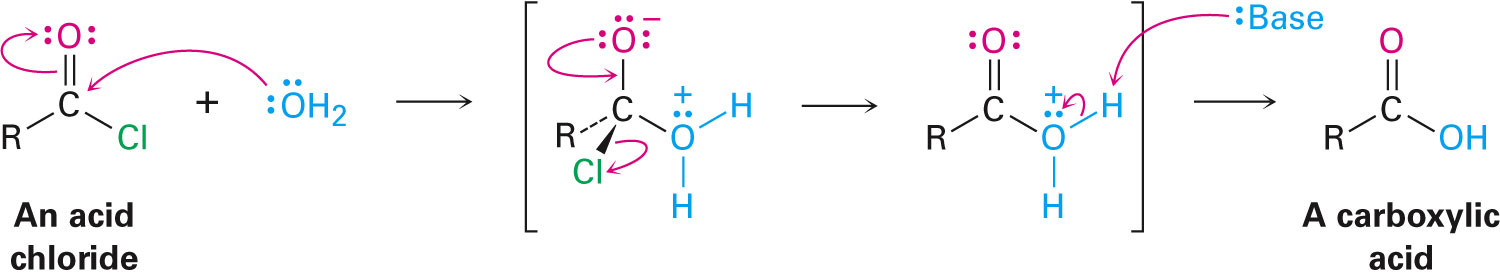 :O:
C
R
Cl
+
:OH2
:O:−
C
R
Cl
+
O
H
H
:O:
C
R
+
O
H
H
:Base
O
C
R
OH
An acid
chloride
A carboxylic
acid